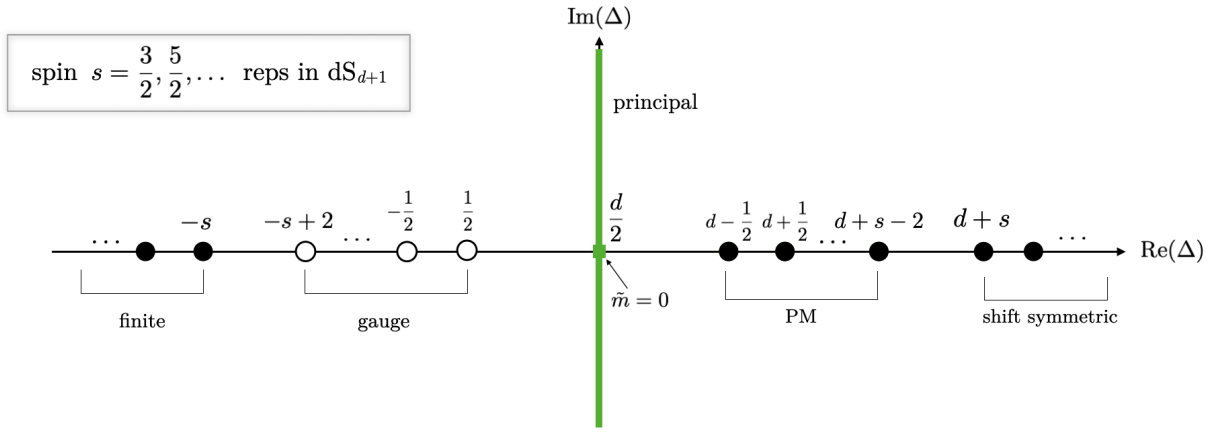 Im(Δ)
spin s = 3/2, 5/2, … reps in dS_{d+1}
principal
−s
−s + 2
−1/2
1/2
d/2
d − 1/2
d + 1/2
d + s − 2
d + s
…
…
…
…
Re(Δ)
m̃ = 0
finite
gauge
PM
shift symmetric